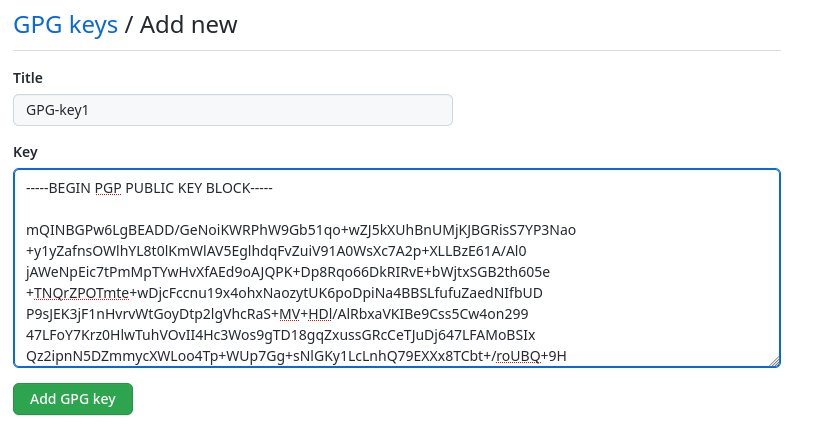 GPG keys / Add new
Title
GPG-key1
Key
-----BEGIN PGP PUBLIC KEY BLOCK-----
mQINBGPw6LgBEADD/GeNoiKWRPhW9Gb51qo+wZJ5kXUhBnUMjKJBGRisS7YP3Nao
+y1yZafnsOWlhYL8t0lKmWlAV5EglhdqFvZuiV91A0WsXc7A2p+XLLBzE61A/Al0
jAWeNpEic7tPmMpTYwHvXfAEd9oAJQPK+Dp8Rqo66DkRIRvE+bWjtxSGB2th605e
+TNQrZPOTmte+wDjcFccnu19x4ohxNaozytUK6poDpiNa4BBSLfufuZaedNIfbUD
P9sJEK3jF1nHvrvWtGoyDtp2lgVhcRaS+MV+HDl/AlRbxaVKIBe9Css5Cw4on299
47LFoY7Krz0HlwTuhVOvII4Hc3Wos9gTD18gqZxussGRcCeTJuDj647LFAMoBSIx
Qz2ipnN5DZmmycXWLoo4Tp+WUp7Gg+sNlGKy1LcLnhQ79EXXx8TCbt+/roUBQ+9H
Add GPG key